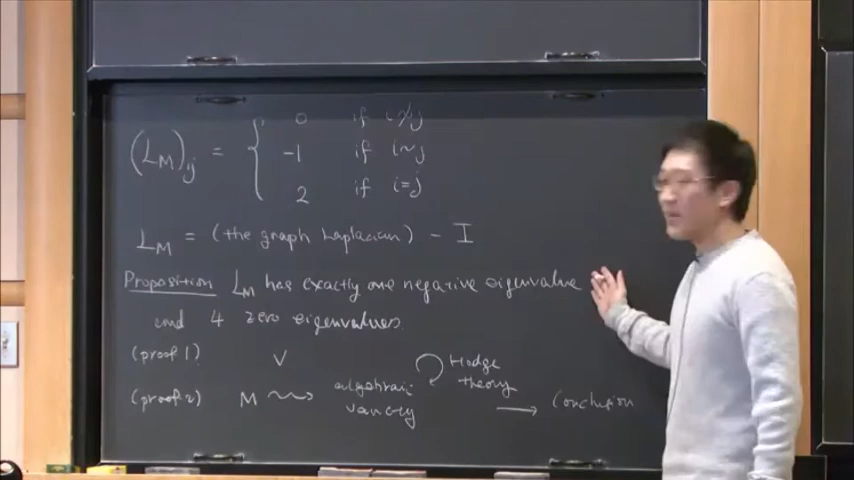 (L_M)_ij = { 0 if i≁j
-1 if i~j
2 if i=j
L_M = (the graph Laplacian) - I
Proposition L_M has exactly one negative eigenvalue
and 4 zero eigenvalues.
(proof 1) ✓
(proof 2) M ⇝ algebraic variety ↻ Hodge theory → Conclusion